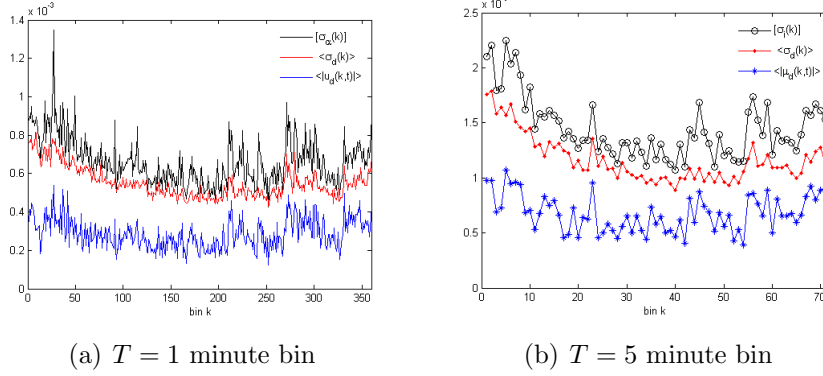 1.4 x 10⁻³
[σ_α(k)]
<σ_d(k)>
<|u_d(k,t)|>
1.2
1
0.8
0.6
0.4
0.2
0
0 50 100 150 200 250 300 350
bin k
(a) T = 1 minute bin
2.5 x 10
[σ_i(k)]
<σ_d(k)>
<|μ_d(k,t)|>
2
1.5
1
0.5
0
0 10 20 30 40 50 60 70
bin k
(b) T = 5 minute bin